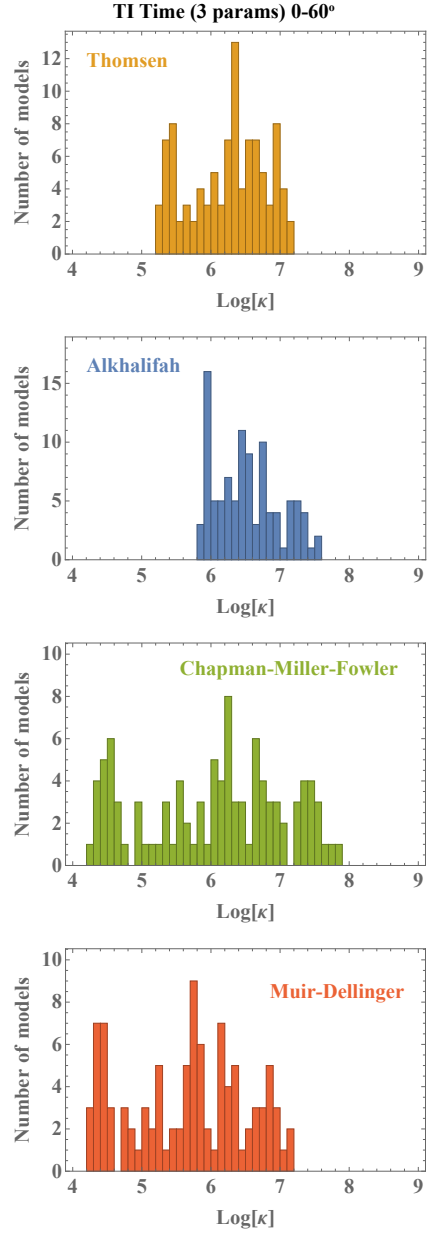 TI Time (3 params) 0-60º
Thomsen
Number of models
12
10
8
6
4
2
0
4 5 6 7 8 9
Log[κ]
Alkhalifah
Number of models
15
10
5
0
4 5 6 7 8 9
Log[κ]
Chapman-Miller-Fowler
Number of models
10
8
6
4
2
0
4 5 6 7 8 9
Log[κ]
Muir-Dellinger
Number of models
10
8
6
4
2
0
4 5 6 7 8 9
Log[κ]